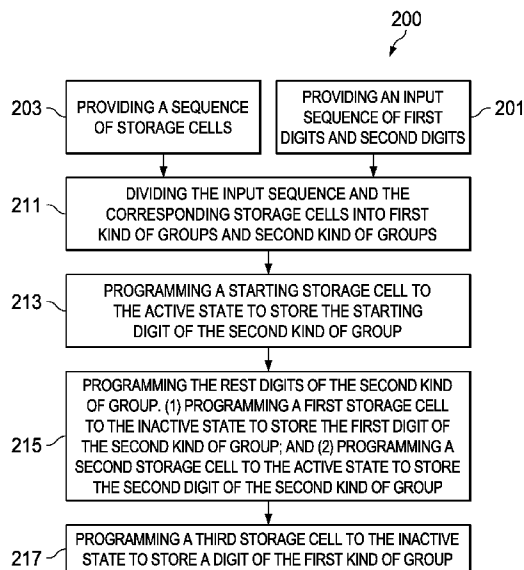 200
203
PROVIDING A SEQUENCE
OF STORAGE CELLS
PROVIDING AN INPUT
SEQUENCE OF FIRST
DIGITS AND SECOND DIGITS
201
211
DIVIDING THE INPUT SEQUENCE AND THE
CORRESPONDING STORAGE CELLS INTO FIRST
KIND OF GROUPS AND SECOND KIND OF GROUPS
213
PROGRAMMING A STARTING STORAGE CELL TO
THE ACTIVE STATE TO STORE THE STARTING
DIGIT OF THE SECOND KIND OF GROUP
215
PROGRAMMING THE REST DIGITS OF THE SECOND KIND
OF GROUP. (1) PROGRAMMING A FIRST STORAGE CELL
TO THE INACTIVE STATE TO STORE THE FIRST DIGIT OF
THE SECOND KIND OF GROUP; AND (2) PROGRAMMING A
SECOND STORAGE CELL TO THE ACTIVE STATE TO STORE
THE SECOND DIGIT OF THE SECOND KIND OF GROUP
217
PROGRAMMING A THIRD STORAGE CELL TO THE INACTIVE
STATE TO STORE A DIGIT OF THE FIRST KIND OF GROUP